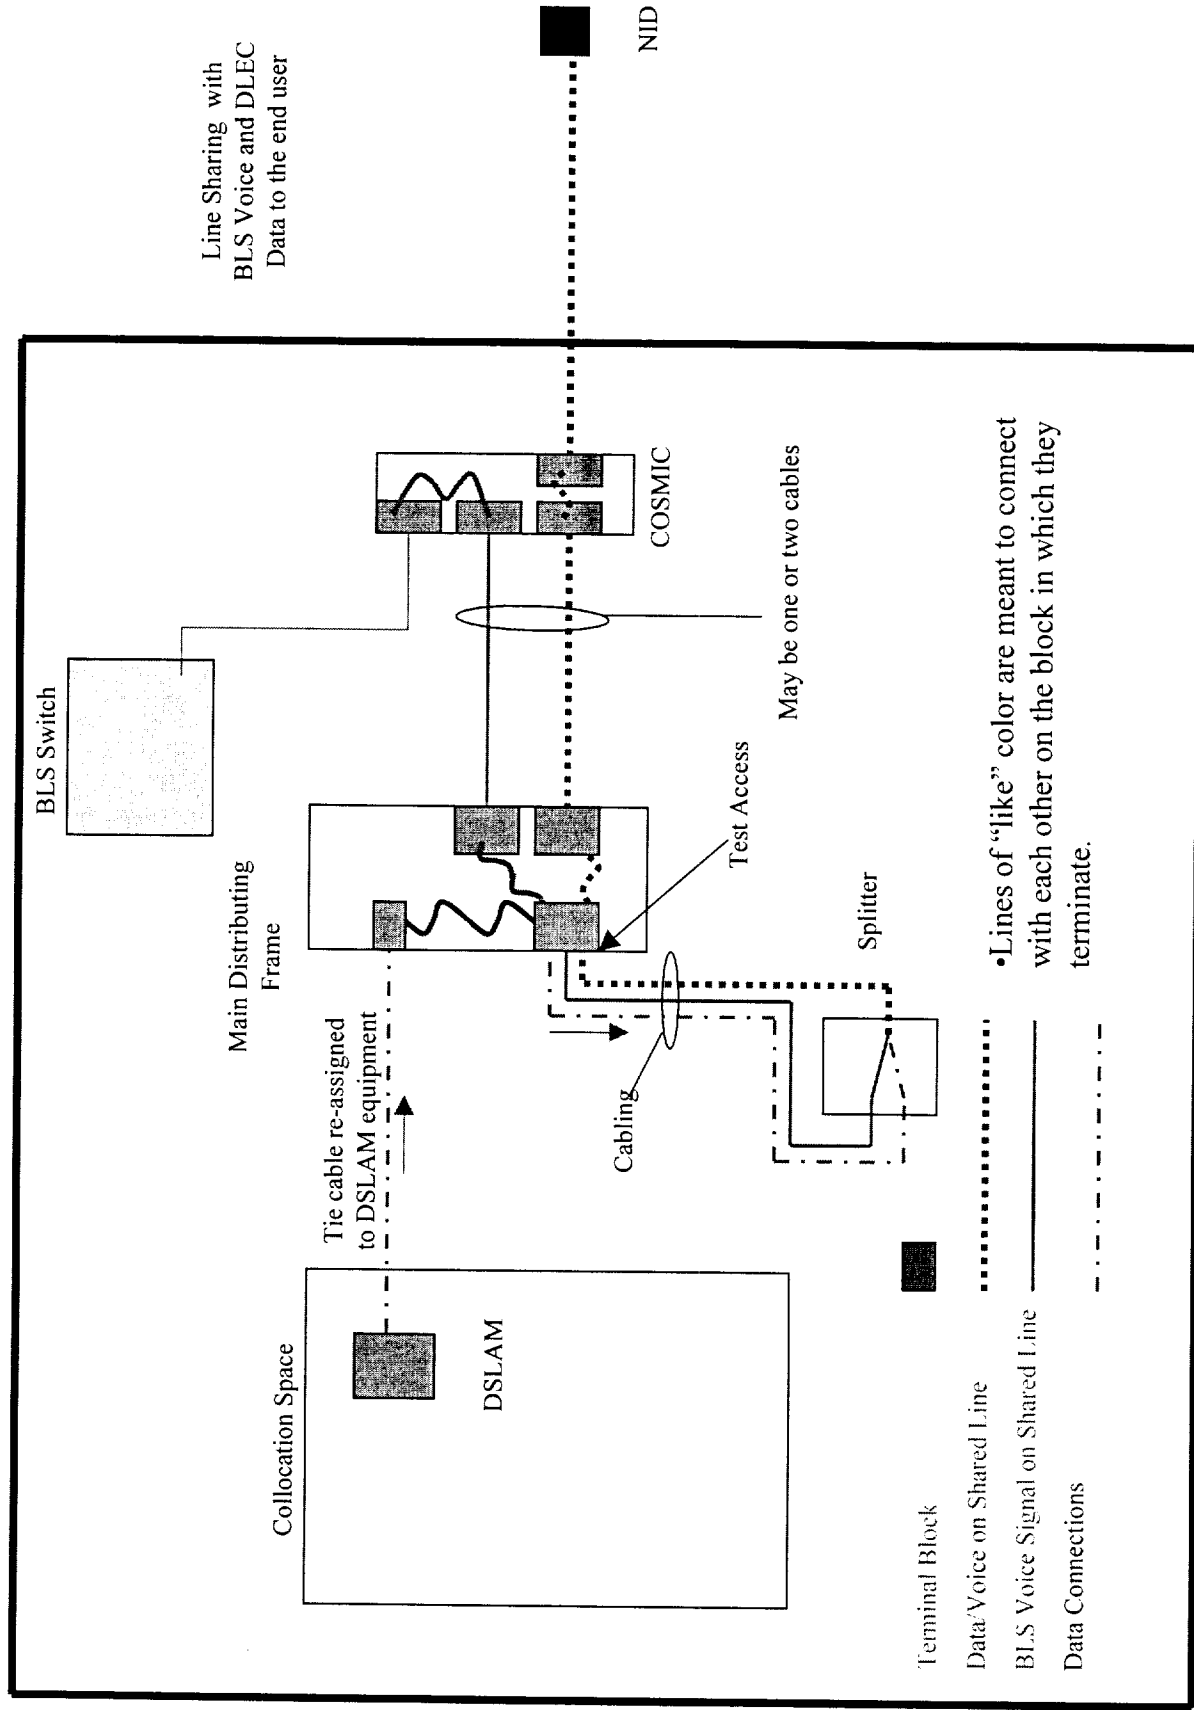 Line Sharing with
BLS Voice and DLEC
Data to the end user
NID
BLS Switch
COSMIC
May be one or two cables
Main Distributing
Frame
Test Access
Tie cable re-assigned
to DSLAM equipment
Cabling
Splitter
Collocation Space
DSLAM
Terminal Block
Data/Voice on Shared Line
BLS Voice Signal on Shared Line
Data Connections
•Lines of “like” color are meant to connect
with each other on the block in which they
terminate.